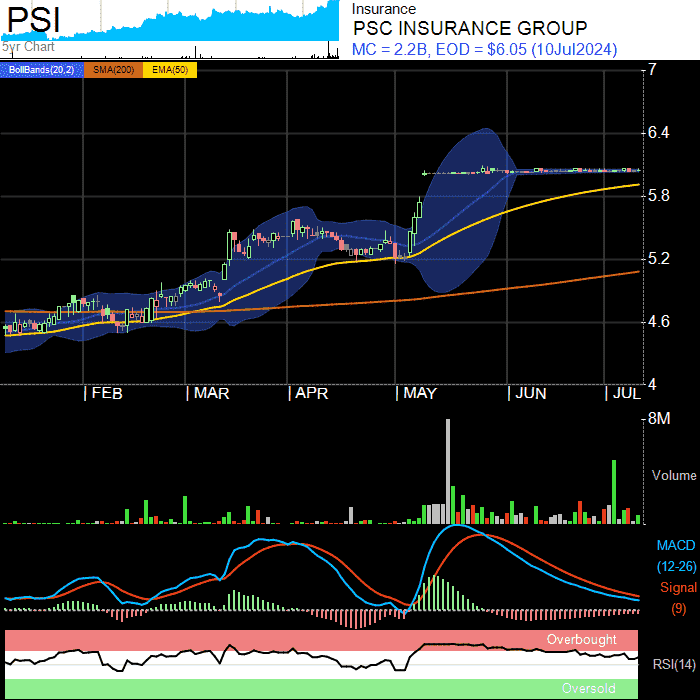 PSI
5yr Chart
Insurance
PSC INSURANCE GROUP
MC = 2.2B, EOD = $6.05 (10Jul2024)
BollBands(20,2) SMA(200) EMA(50)
7
6.4
5.8
5.2
4.6
4
FEB MAR APR MAY JUN JUL
8M
Volume
MACD
(12-26)
Signal
(9)
Overbought
RSI(14)
Oversold